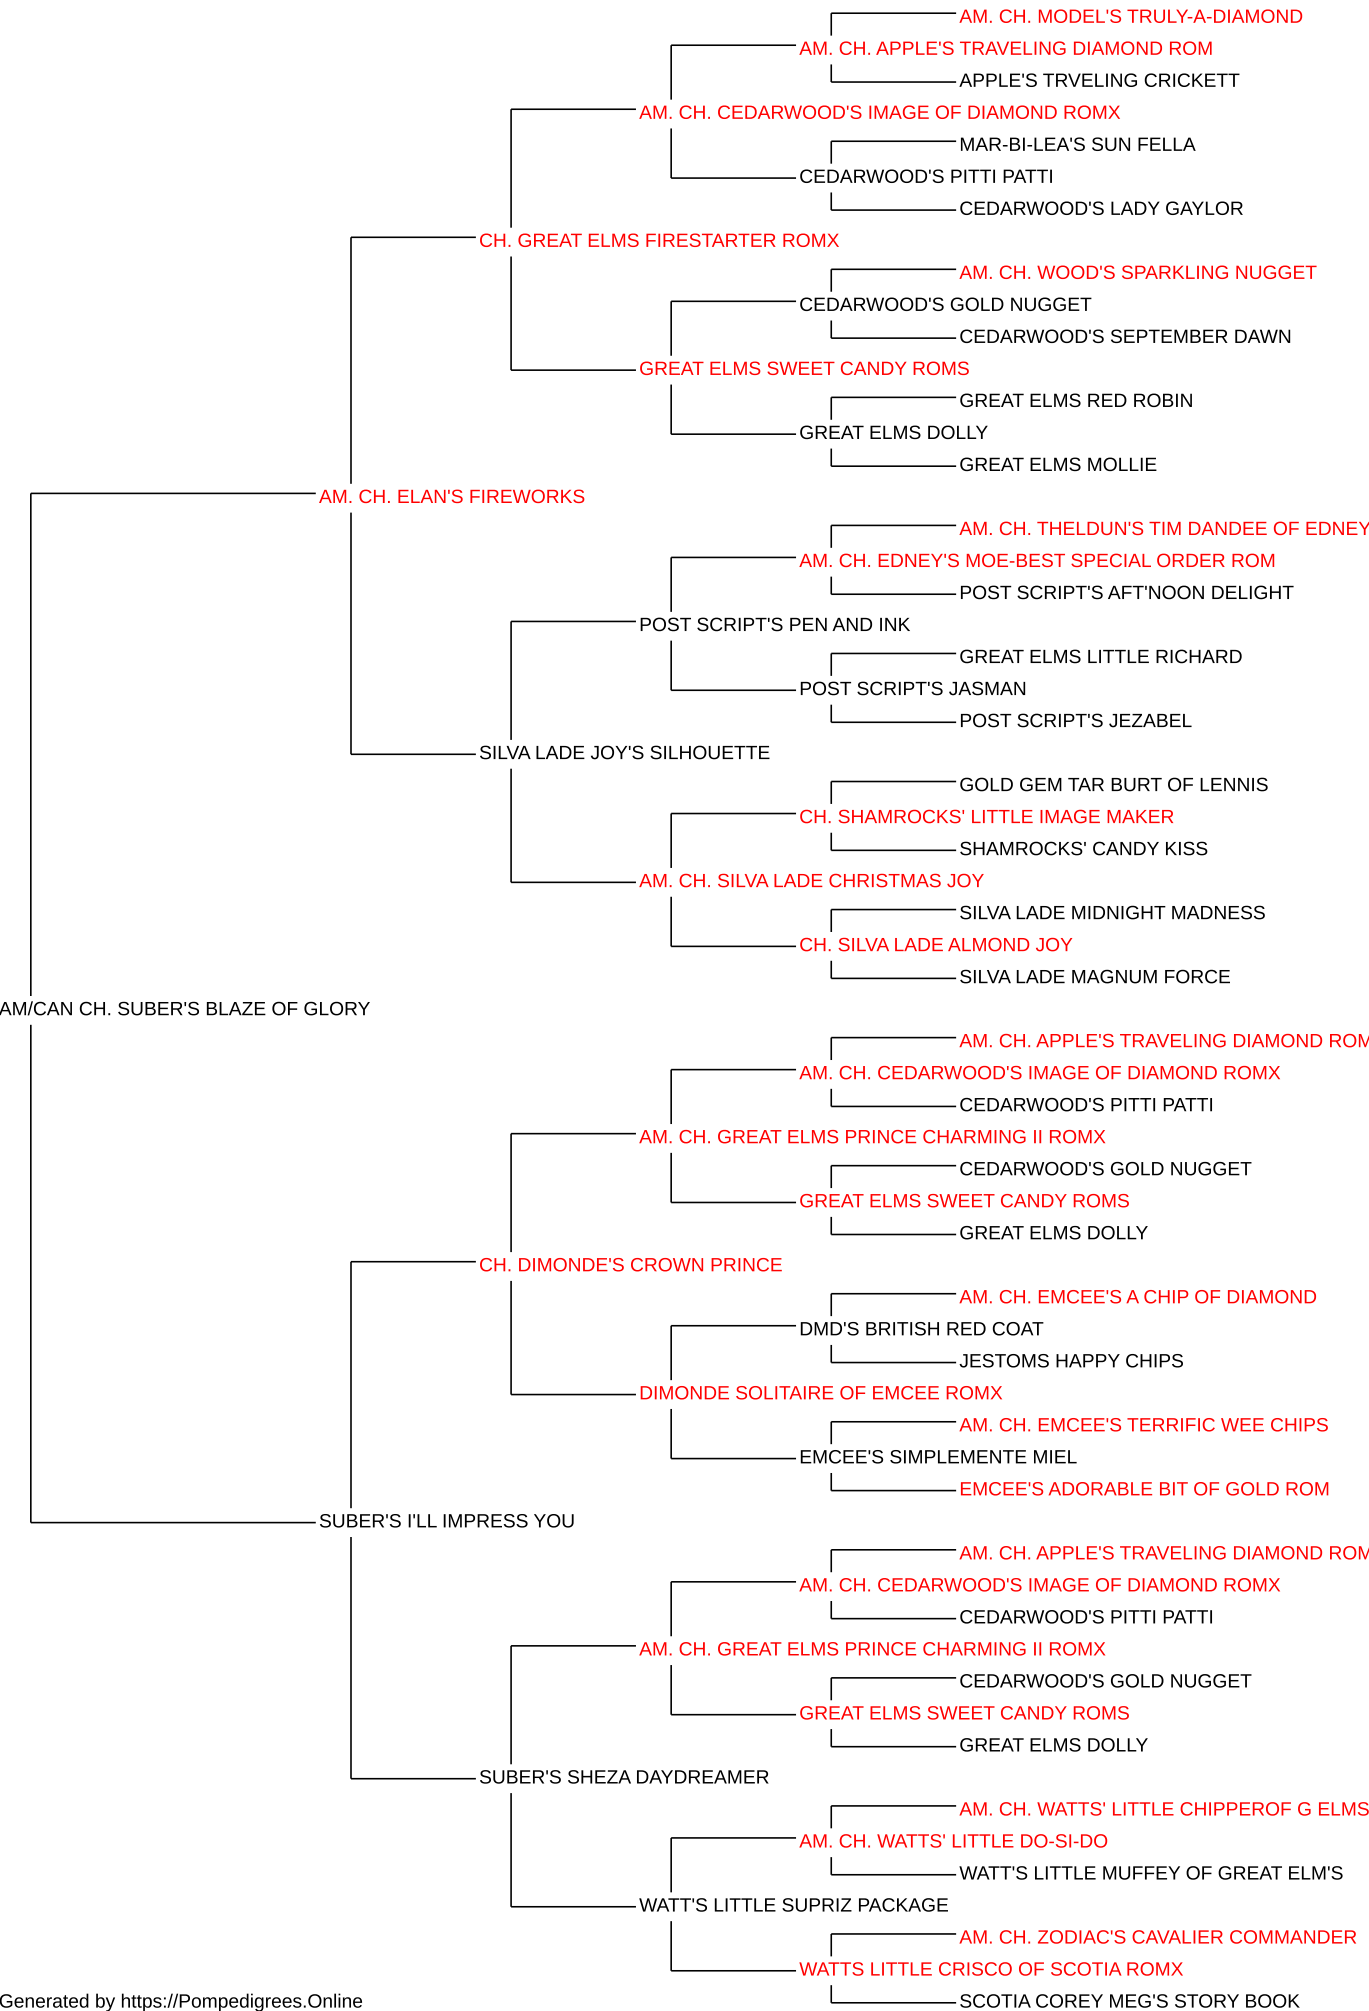 AM. CH. MODEL'S TRULY-A-DIAMOND
AM. CH. APPLE'S TRAVELING DIAMOND ROM
APPLE'S TRVELING CRICKETT
AM. CH. CEDARWOOD'S IMAGE OF DIAMOND ROMX
MAR-BI-LEA'S SUN FELLA
CEDARWOOD'S PITTI PATTI
CEDARWOOD'S LADY GAYLOR
CH. GREAT ELMS FIRESTARTER ROMX
AM. CH. WOOD'S SPARKLING NUGGET
CEDARWOOD'S GOLD NUGGET
CEDARWOOD'S SEPTEMBER DAWN
GREAT ELMS SWEET CANDY ROMS
GREAT ELMS RED ROBIN
GREAT ELMS DOLLY
GREAT ELMS MOLLIE
AM. CH. ELAN'S FIREWORKS
AM. CH. THELDUN'S TIM DANDEE OF EDNEY
AM. CH. EDNEY'S MOE-BEST SPECIAL ORDER ROM
POST SCRIPT'S AFT'NOON DELIGHT
POST SCRIPT'S PEN AND INK
GREAT ELMS LITTLE RICHARD
POST SCRIPT'S JASMAN
POST SCRIPT'S JEZABEL
SILVA LADE JOY'S SILHOUETTE
GOLD GEM TAR BURT OF LENNIS
CH. SHAMROCKS' LITTLE IMAGE MAKER
SHAMROCKS' CANDY KISS
AM. CH. SILVA LADE CHRISTMAS JOY
SILVA LADE MIDNIGHT MADNESS
CH. SILVA LADE ALMOND JOY
SILVA LADE MAGNUM FORCE
AM/CAN CH. SUBER'S BLAZE OF GLORY
AM. CH. APPLE'S TRAVELING DIAMOND ROM
AM. CH. CEDARWOOD'S IMAGE OF DIAMOND ROMX
CEDARWOOD'S PITTI PATTI
AM. CH. GREAT ELMS PRINCE CHARMING II ROMX
CEDARWOOD'S GOLD NUGGET
GREAT ELMS SWEET CANDY ROMS
GREAT ELMS DOLLY
CH. DIMONDE'S CROWN PRINCE
AM. CH. EMCEE'S A CHIP OF DIAMOND
DMD'S BRITISH RED COAT
JESTOMS HAPPY CHIPS
DIMONDE SOLITAIRE OF EMCEE ROMX
AM. CH. EMCEE'S TERRIFIC WEE CHIPS
EMCEE'S SIMPLEMENTE MIEL
EMCEE'S ADORABLE BIT OF GOLD ROM
SUBER'S I'LL IMPRESS YOU
AM. CH. APPLE'S TRAVELING DIAMOND ROM
AM. CH. CEDARWOOD'S IMAGE OF DIAMOND ROMX
CEDARWOOD'S PITTI PATTI
AM. CH. GREAT ELMS PRINCE CHARMING II ROMX
CEDARWOOD'S GOLD NUGGET
GREAT ELMS SWEET CANDY ROMS
GREAT ELMS DOLLY
SUBER'S SHEZA DAYDREAMER
AM. CH. WATTS' LITTLE CHIPPEROF G ELMS
AM. CH. WATTS' LITTLE DO-SI-DO
WATT'S LITTLE MUFFEY OF GREAT ELM'S
WATT'S LITTLE SUPRIZ PACKAGE
AM. CH. ZODIAC'S CAVALIER COMMANDER
WATTS LITTLE CRISCO OF SCOTIA ROMX
SCOTIA COREY MEG'S STORY BOOK
Generated by https://Pompedigrees.Online